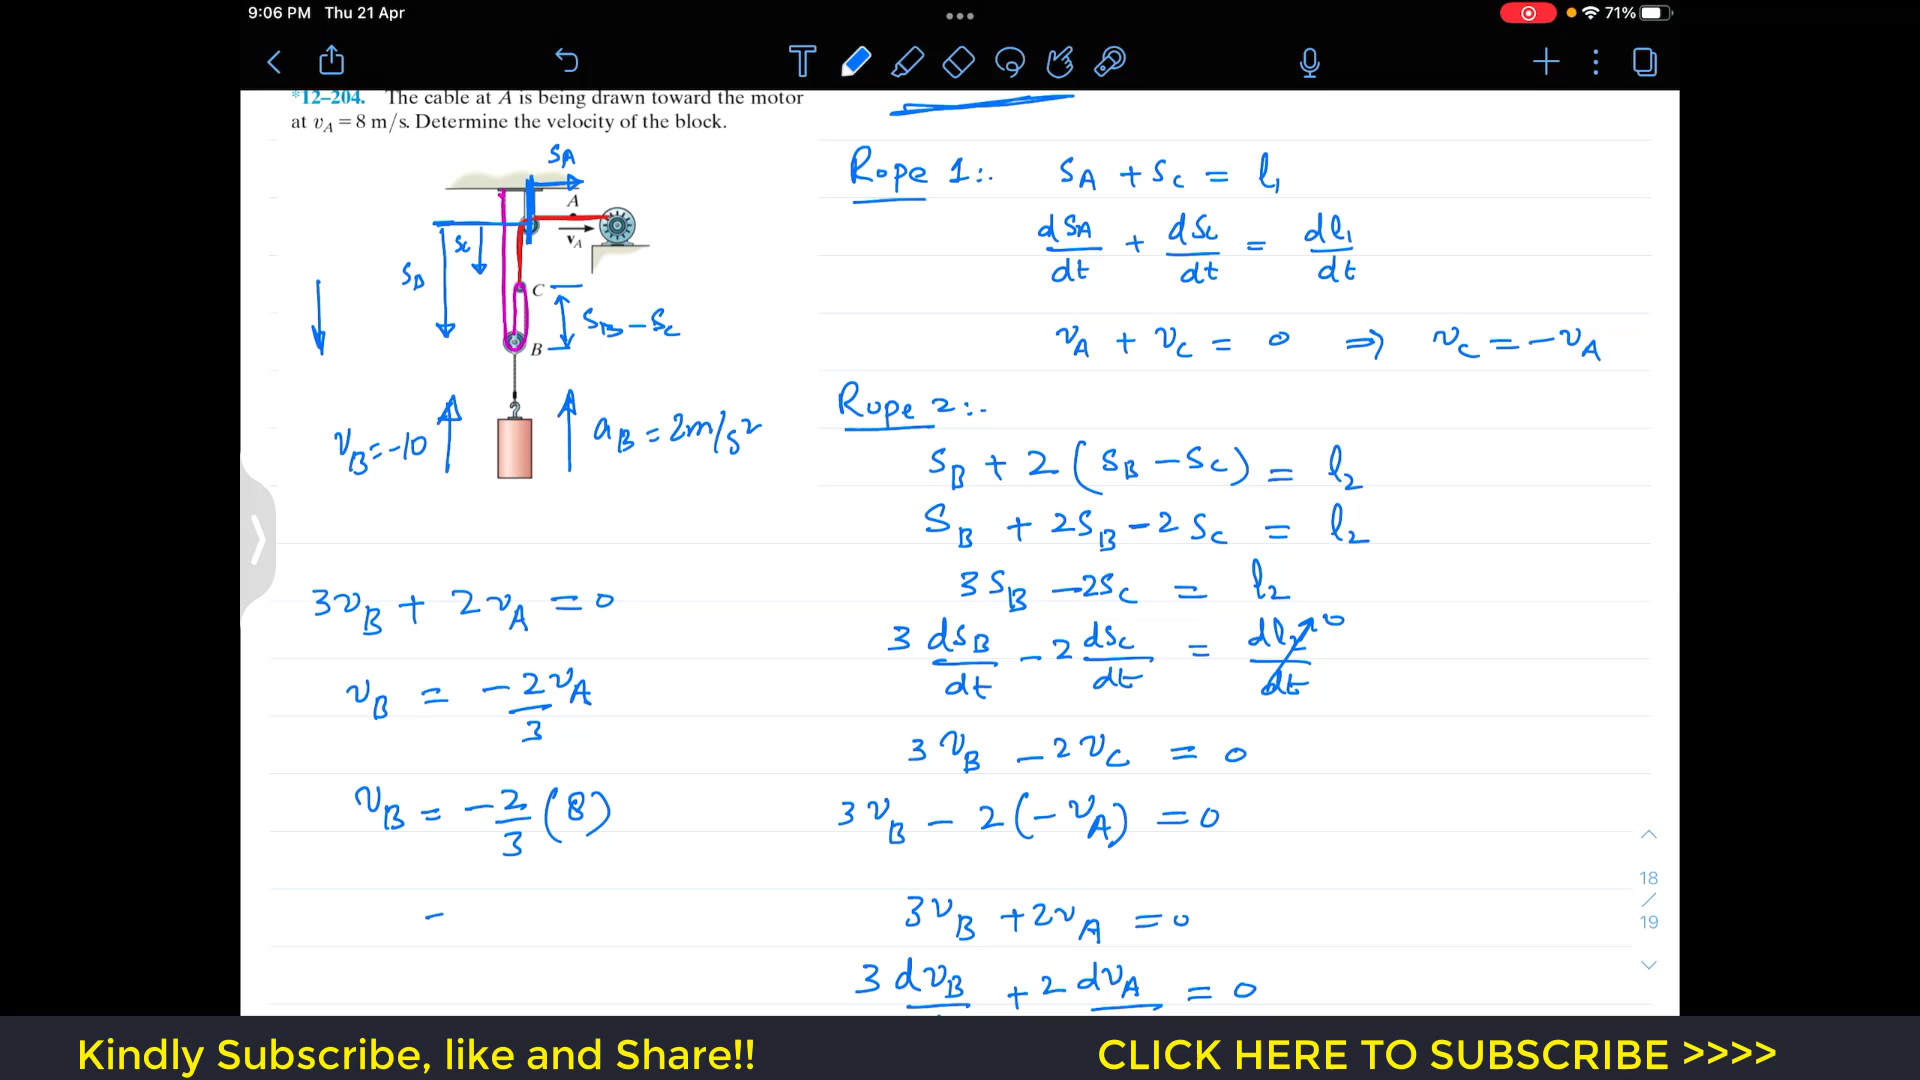 9:06 PM Thu 21 Apr
71%
*12–204. The cable at A is being drawn toward the motor
at vA = 8 m/s. Determine the velocity of the block.
SA
A
vA
Sc
SB
C
SB – Sc
B
vB = -10
aB = 2m/s²
3vB + 2vA = 0
vB = -2vA/3
vB = -2/3 (8)
-
Rope 1:. SA + Sc = l1
dSA/dt + dSc/dt = dl1/dt
vA + vc = 0 ⇒ vc = -vA
Rope 2:.
SB + 2(SB - Sc) = l2
SB + 2SB - 2Sc = l2
3SB - 2Sc = l2
3 dSB/dt - 2 dSc/dt = dl2/dt 0
3vB - 2vc = 0
3vB - 2(-vA) = 0
3vB + 2vA = 0
3 dvB + 2 dvA = 0
18
/
19
Kindly Subscribe, like and Share!!
CLICK HERE TO SUBSCRIBE >>>>